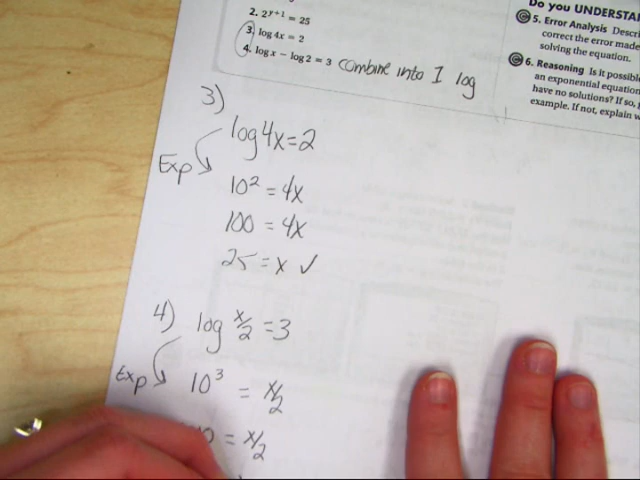 2. 2^(y+1) = 25
3. log 4x = 2
4. log x − log 2 = 3 combine into 1 log
Do you UNDERSTA
5. Error Analysis Descri
correct the error made
solving the equation.
6. Reasoning Is it possibl
an exponential equation
have no solutions? If so,
example. If not, explain w
3)
log4x=2
Exp
10² = 4x
100 = 4x
25 = x ✓
4) log x/2 = 3
Exp
10³ = x/2
= x/2